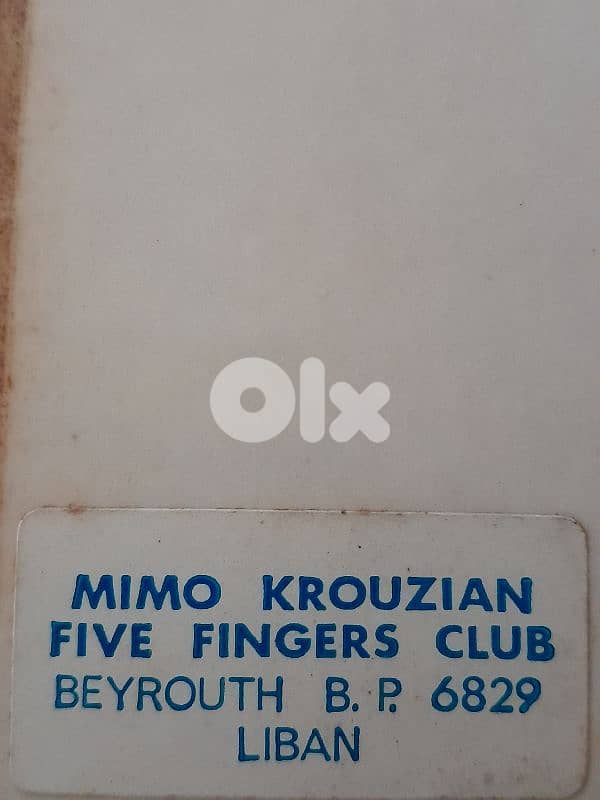 Olx
MIMO KROUZIAN
FIVE FINGERS CLUB
BEYROUTH B. P. 6829
LIBAN